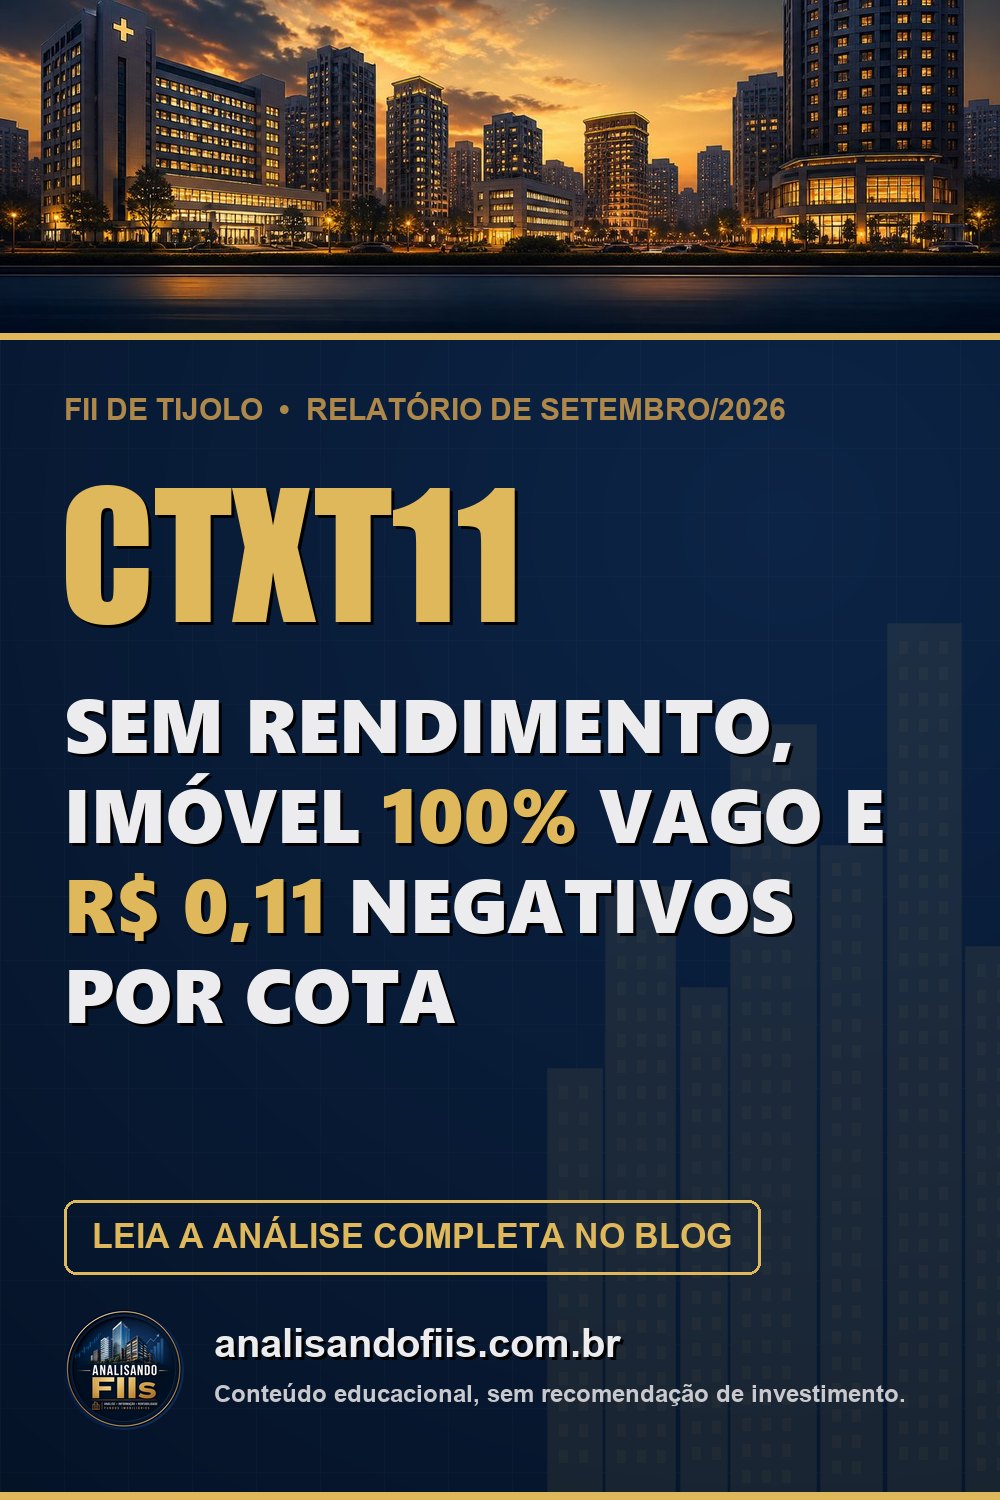 FII DE TIJOLO • RELATÓRIO DE SETEMBRO/2026
CTXT11
SEM RENDIMENTO,
IMÓVEL 100% VAGO E
R$ 0,11 NEGATIVOS
POR COTA
LEIA A ANÁLISE COMPLETA NO BLOG
ANALISANDO
FIIs
analisandofiis.com.br
Conteúdo educacional, sem recomendação de investimento.